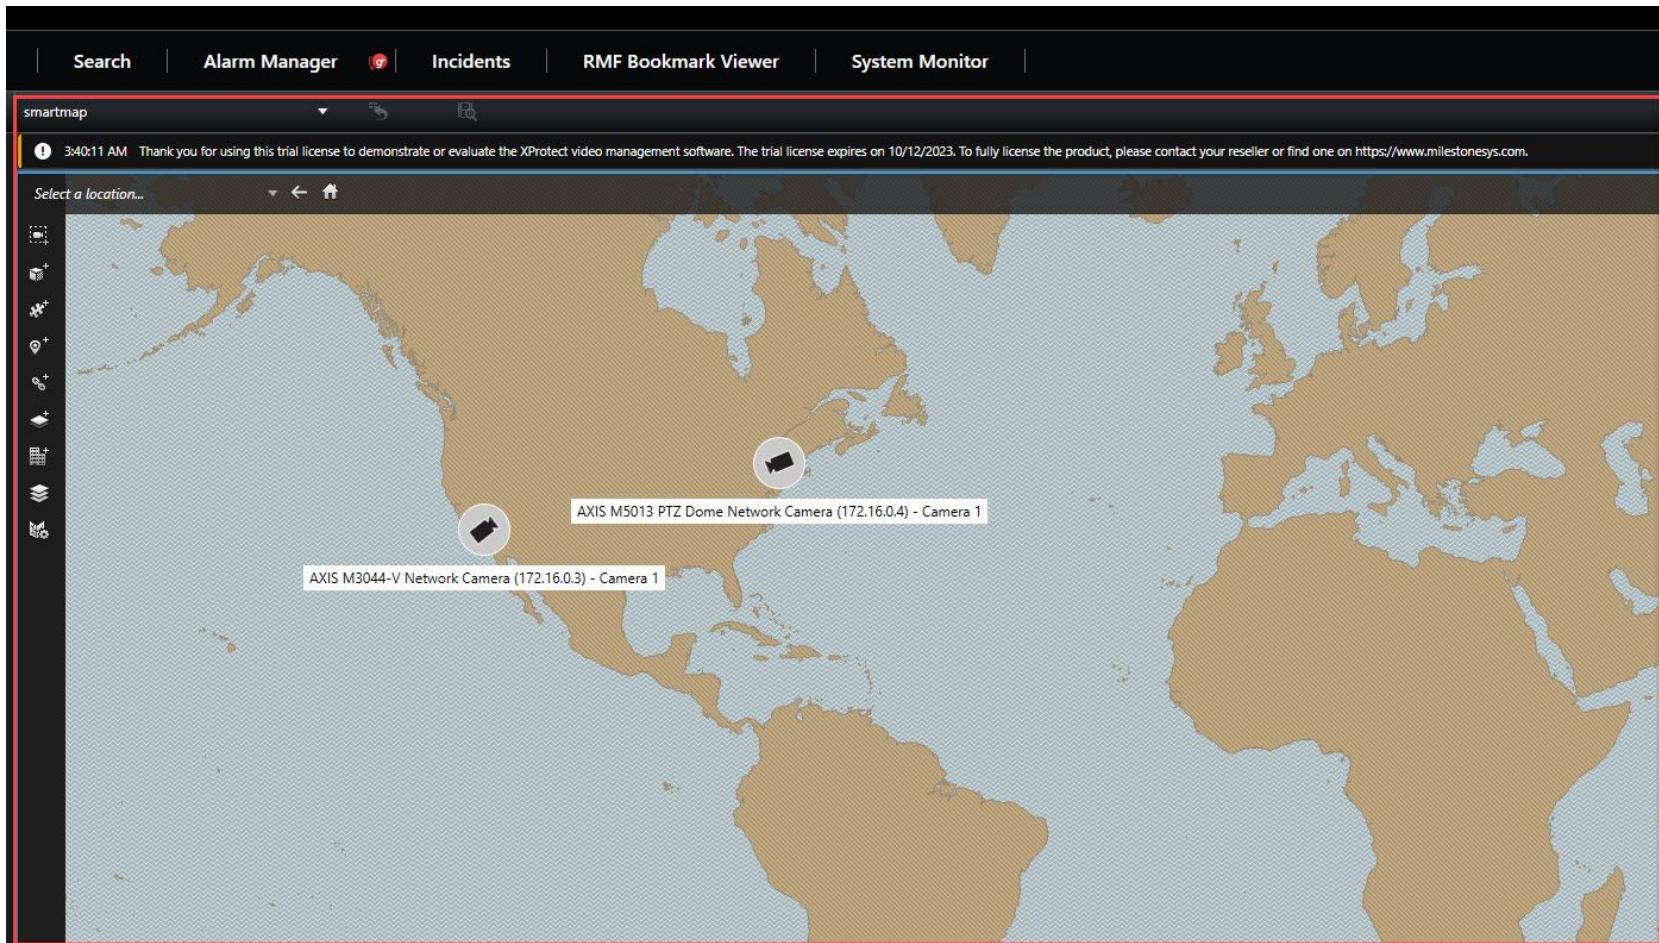 Search Alarm Manager Incidents RMF Bookmark Viewer System Monitor
smartmap
3:40:11 AM Thank you for using this trial license to demonstrate or evaluate the XProtect video management software. The trial license expires on 10/12/2023. To fully license the product, please contact your reseller or find one on https://www.milestonesys.com.
Select a location...
AXIS M5013 PTZ Dome Network Camera (172.16.0.4) - Camera 1
AXIS M3044-V Network Camera (172.16.0.3) - Camera 1